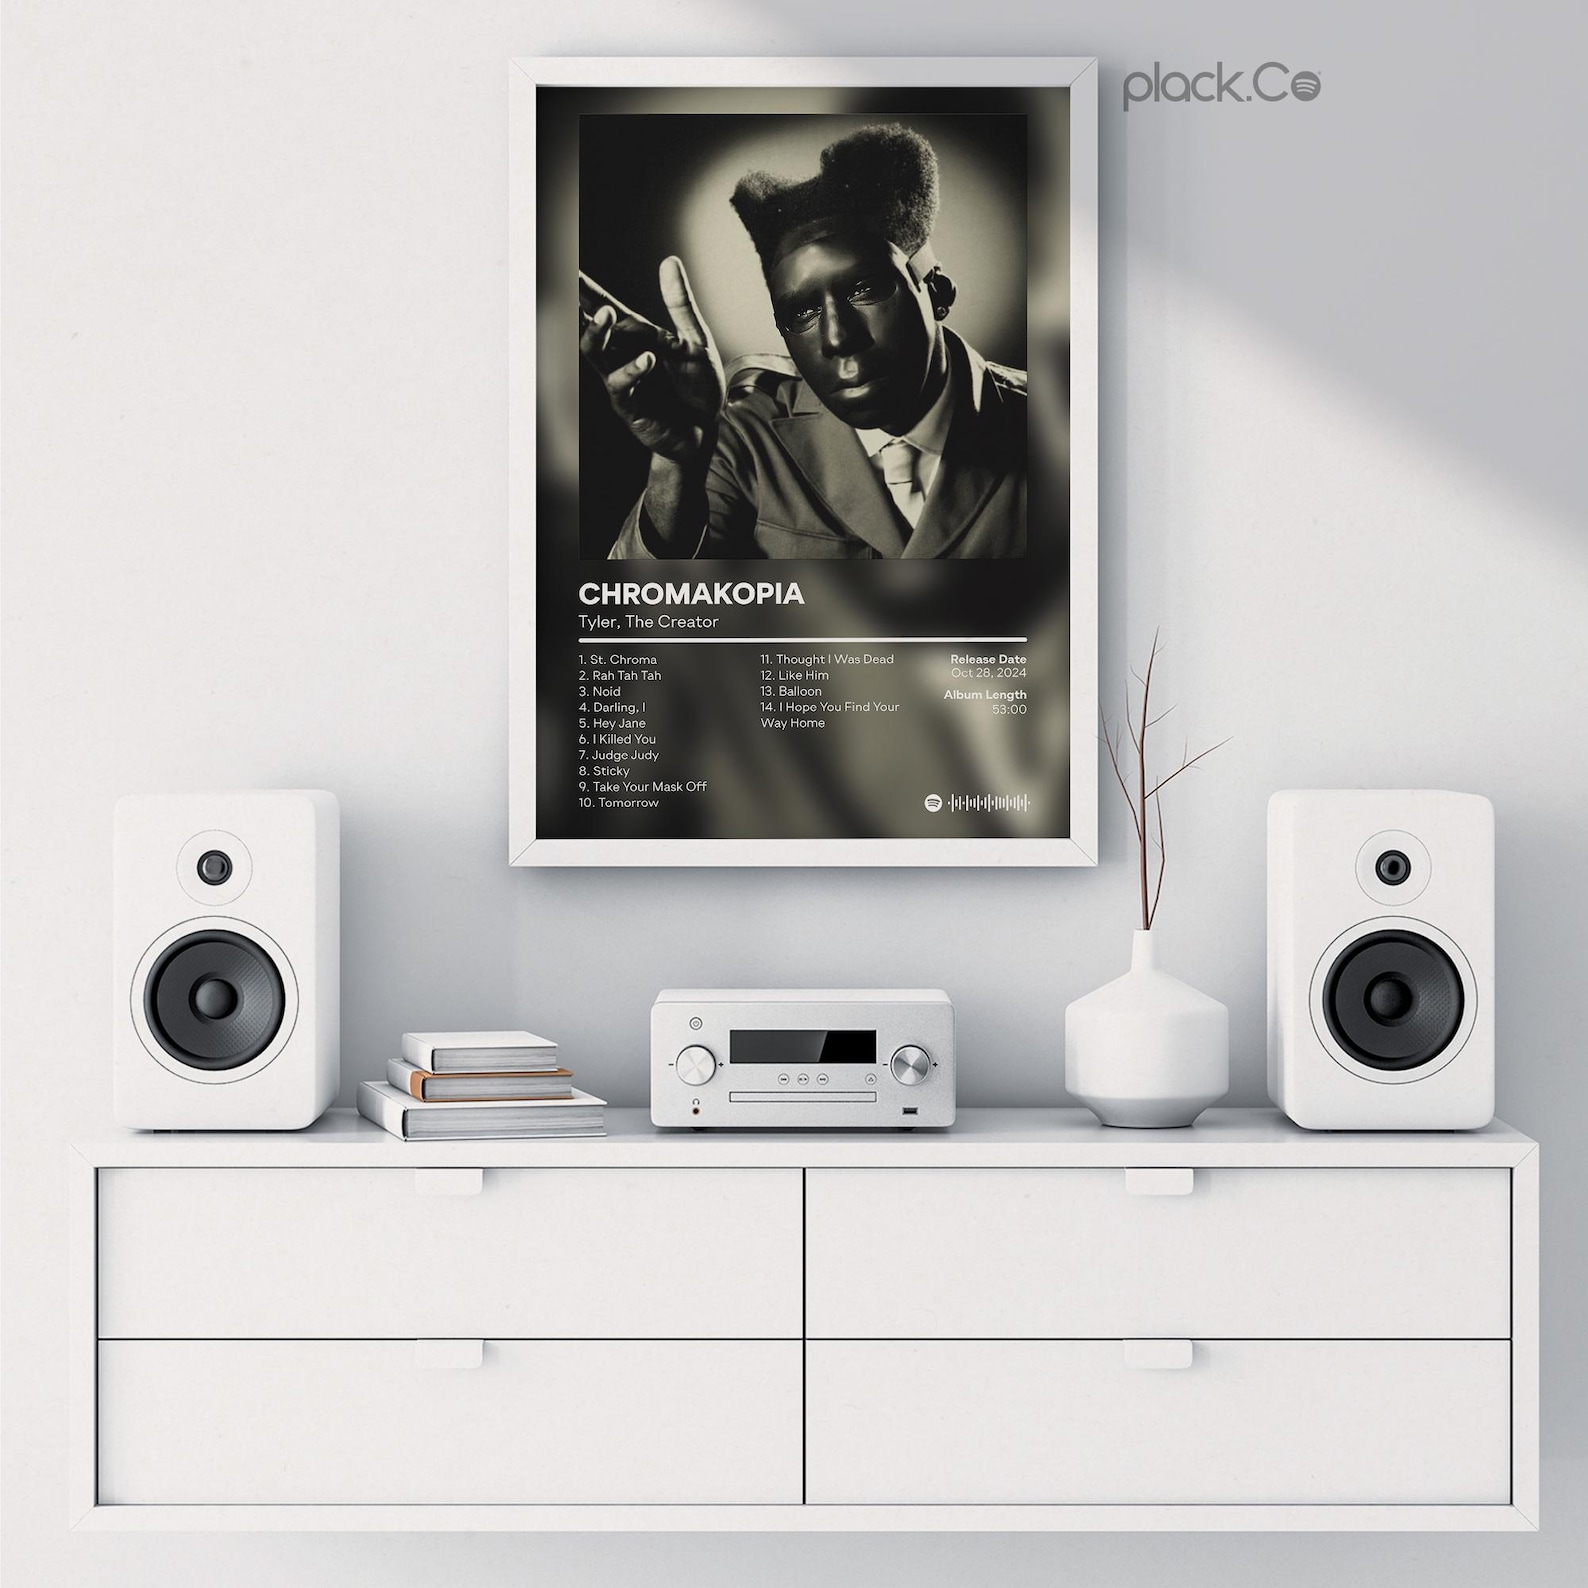 plack.Co
CHROMAKOPIA
Tyler, The Creator
1. St. Chroma
2. Rah Tah Tah
3. Noid
4. Darling, I
5. Hey Jane
6. I Killed You
7. Judge Judy
8. Sticky
9. Take Your Mask Off
10. Tomorrow
11. Thought I Was Dead
12. Like Him
13. Balloon
14. I Hope You Find Your
Way Home
Release Date
Oct 28, 2024
Album Length
53:00